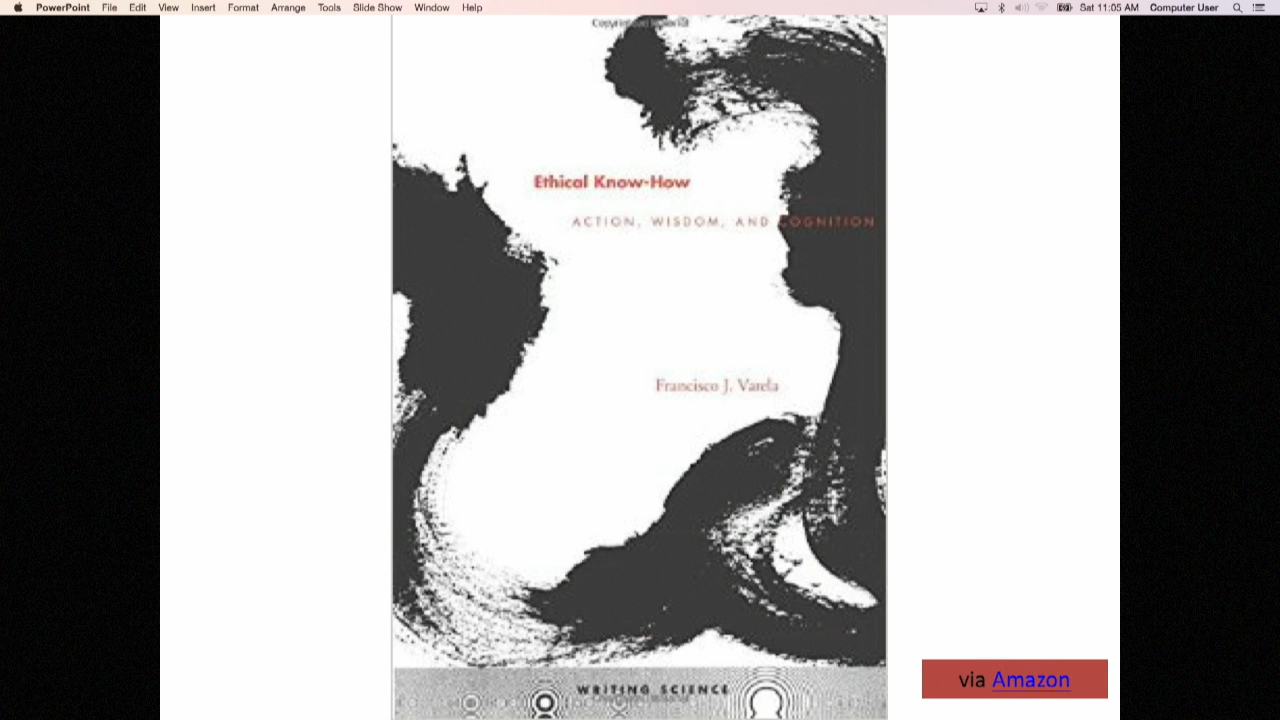 PowerPoint File Edit View Insert Format Arrange Tools Slide Show Window Help Sat 11:05 AM Computer User
Ethical Know-How
ACTION, WISDOM, AND COGNITION
Francisco J. Varela
WRITING SCIENCE
via Amazon